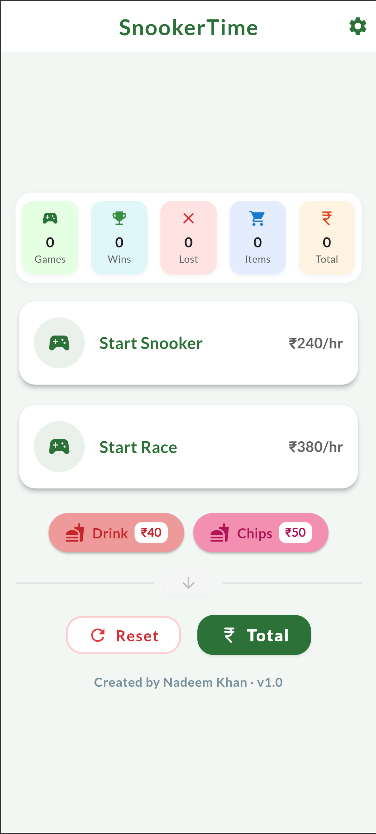 SnookerTime
0 0 0 0 0
Games Wins Lost Items Total
Start Snooker ₹240/hr
Start Race ₹380/hr
Drink ₹40 Chips ₹50
Reset ₹ Total
Created by Nadeem Khan · v1.0